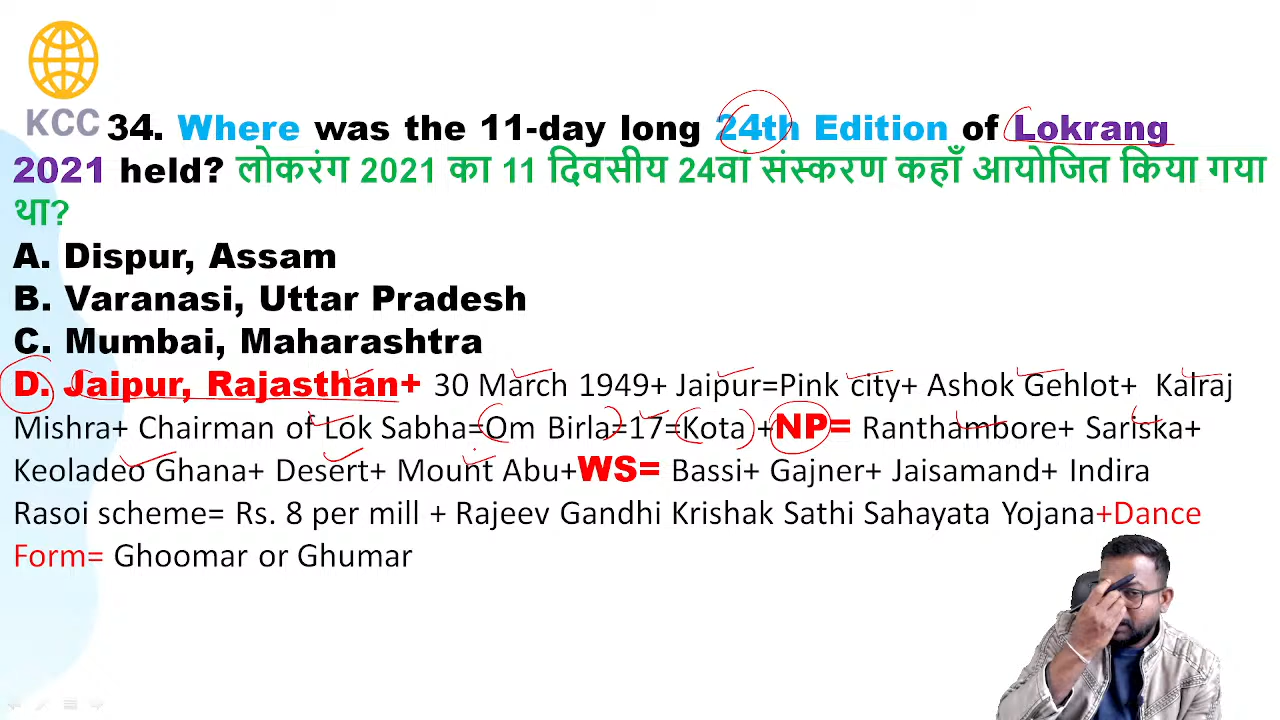 KCC
34. Where was the 11-day long 24th Edition of Lokrang
2021 held? लोकरंग 2021 का 11 दिवसीय 24वां संस्करण कहाँ आयोजित किया गया
था?
A. Dispur, Assam
B. Varanasi, Uttar Pradesh
C. Mumbai, Maharashtra
D. Jaipur, Rajasthan+ 30 March 1949+ Jaipur=Pink city+ Ashok Gehlot+ Kalraj
Mishra+ Chairman of Lok Sabha=Om Birla=17=Kota +NP= Ranthambore+ Sariska+
Keoladeo Ghana+ Desert+ Mount Abu+WS= Bassi+ Gajner+ Jaisamand+ Indira
Rasoi scheme= Rs. 8 per mill + Rajeev Gandhi Krishak Sathi Sahayata Yojana+Dance
Form= Ghoomar or Ghumar